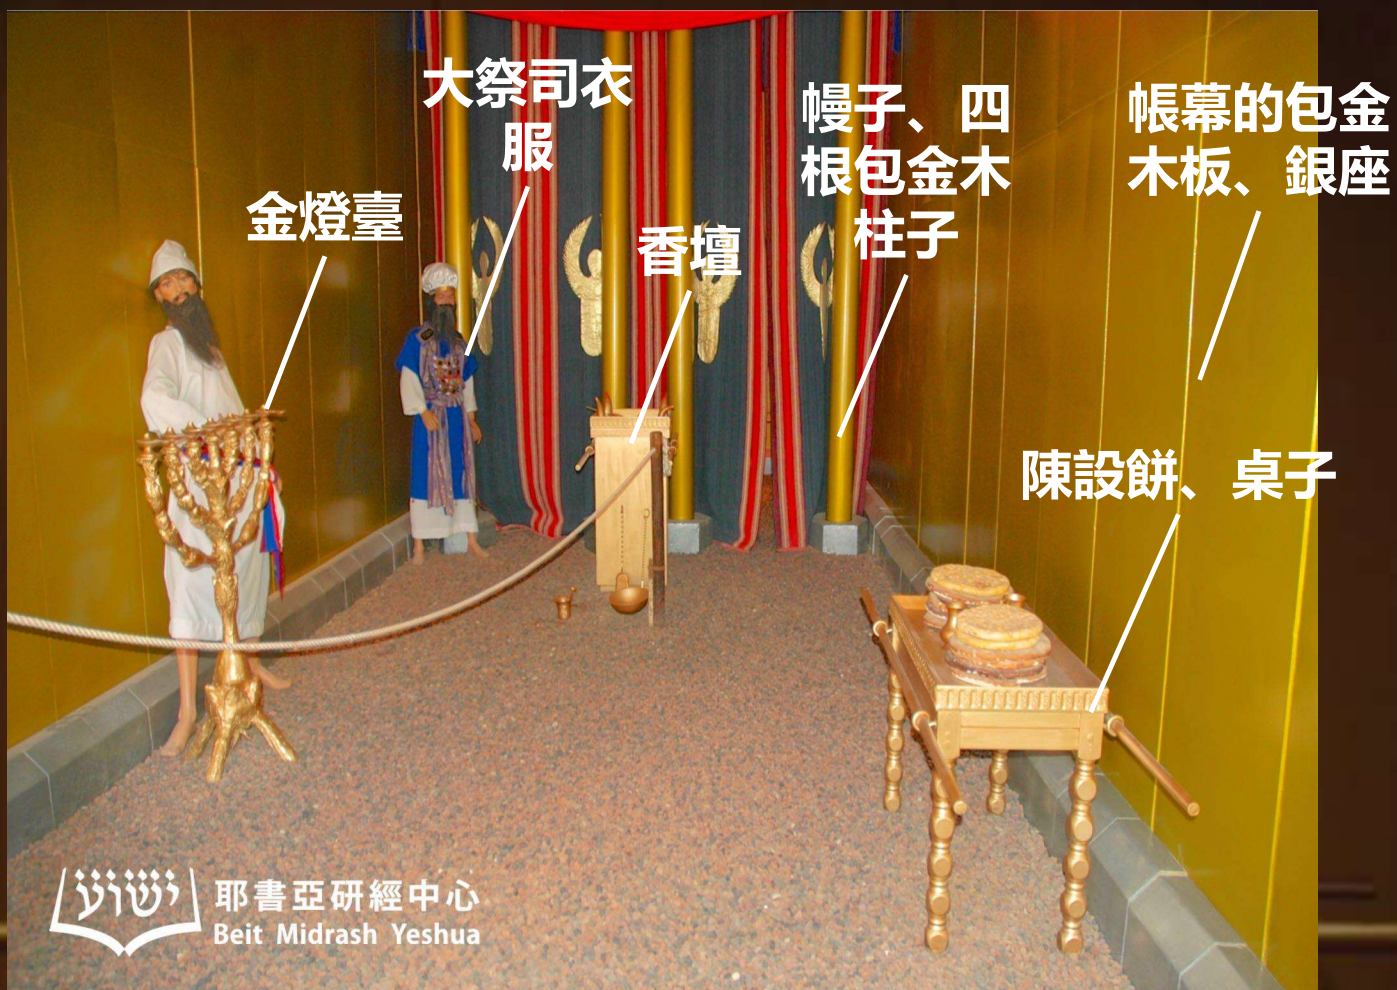 大祭司衣
服
幔子、四
根包金木
柱子
帳幕的包金
木板、銀座
金燈臺
香壇
陳設餅、桌子
ישוע
耶書亞研經中心
Beit Midrash Yeshua